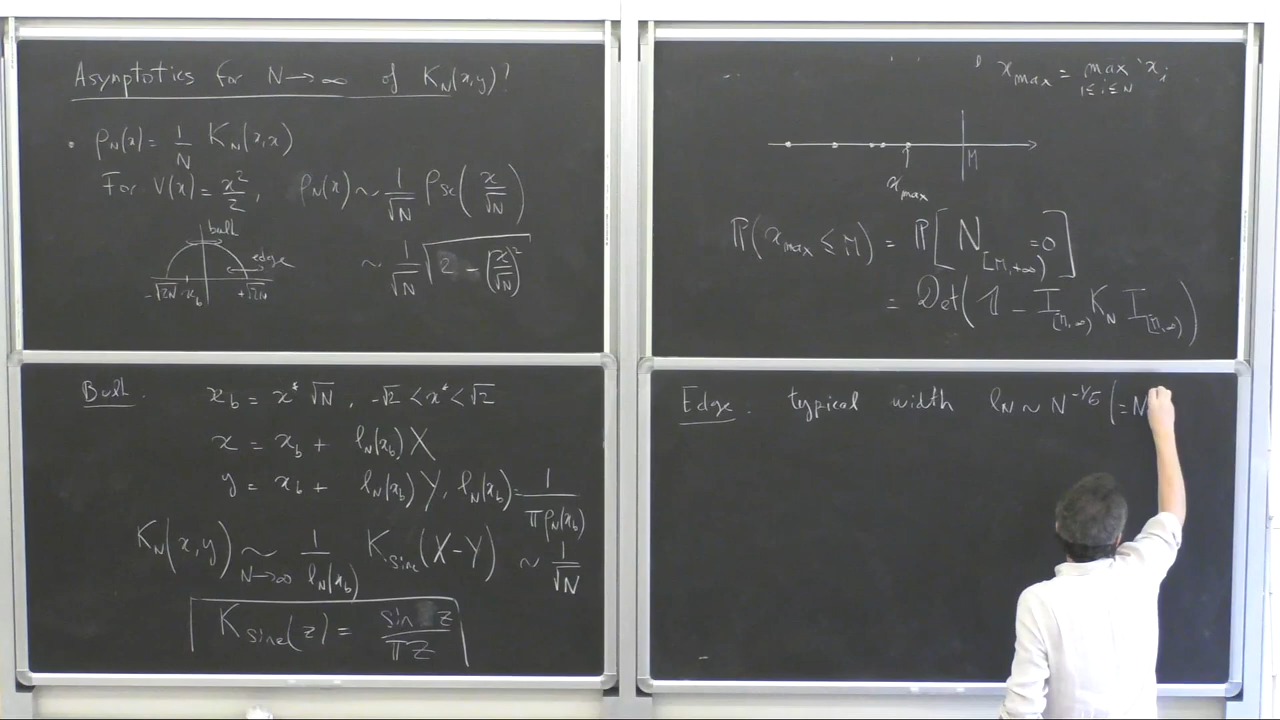 Asymptotics for N→∞ of K_N(x,y)?
• ρ_N(x) = 1/N K_N(x,x)
For V(x) = x²/2, ρ_N(x) ~ 1/√N ρ_sc(x/√N)
~ 1/√N √(2 - (x/√N)²)
bulk
edge
-√2N x_b +√2N
Bulk. x_b = x* √N, -√2 < x* < √2
x = x_b + l_N(x_b) X
y = x_b + l_N(x_b) Y, l_N(x_b) = 1/(π ρ_N(x_b))
K_N(x,y) ~_{N→∞} 1/l_N(x_b) K_sine(X-Y) ~ 1/√N
K_sine(z) = sin z / πz
x_max = max_{1≤i≤N} x_i
M
x_max
ℙ(x_max ≤ M) = ℙ[N_{[M,+∞)} = 0]
= Det(𝟙 - I_{[M,∞)} K_N I_{[M,∞)})
Edge. typical width l_N ~ N^{-1/6} (= N